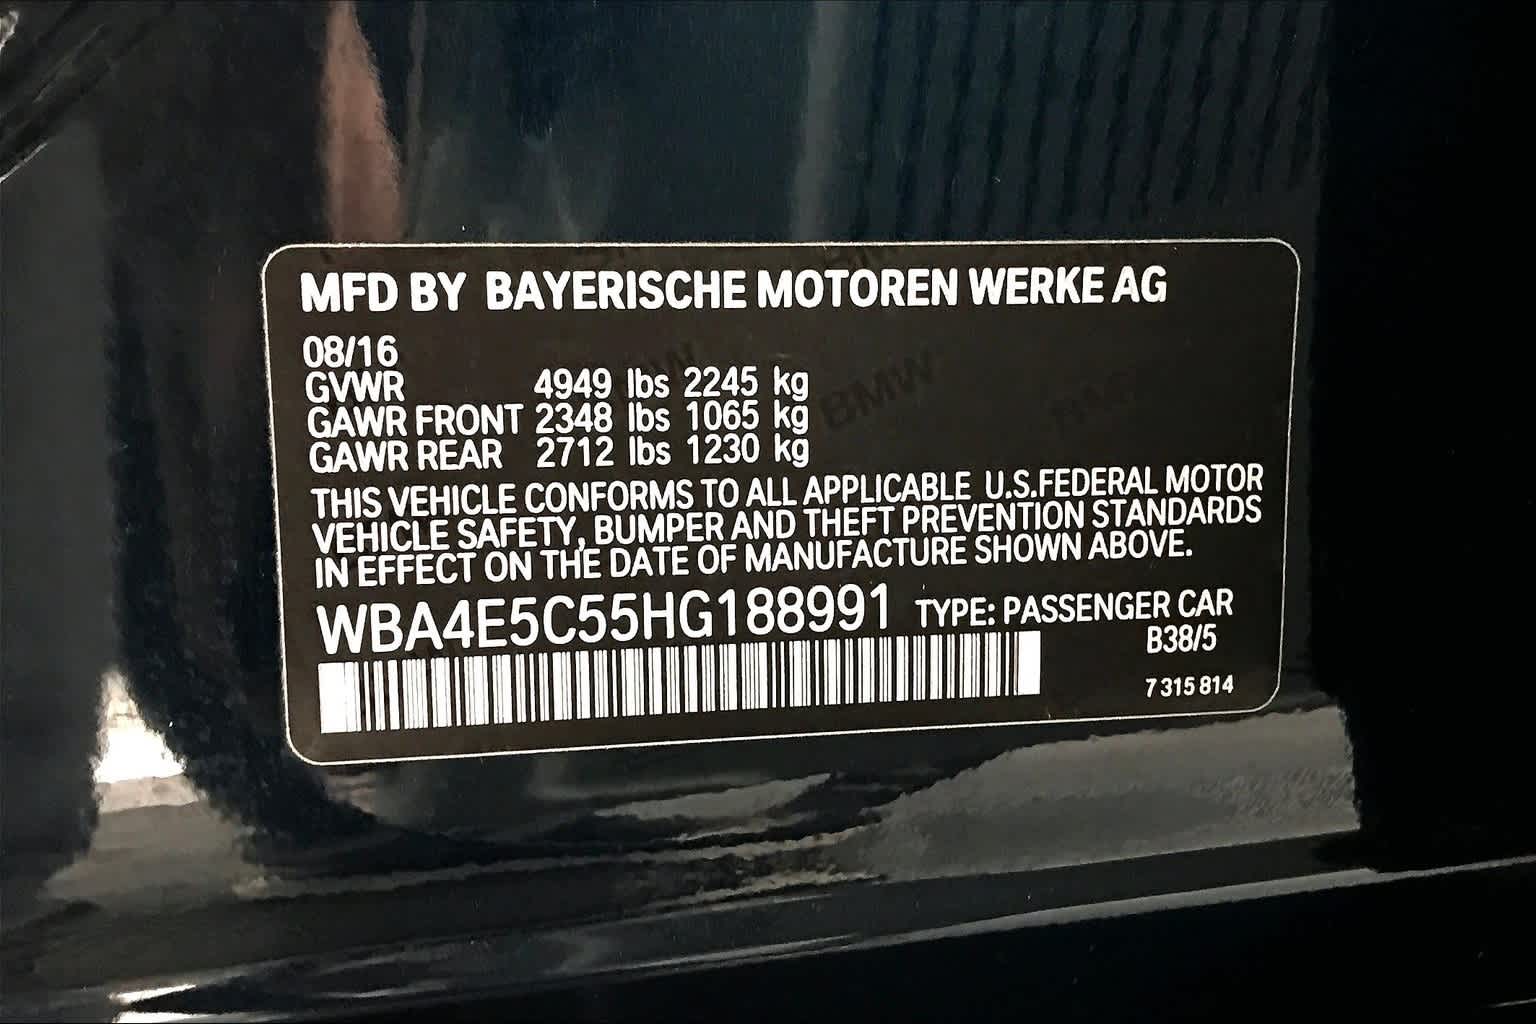 MFD BY BAYERISCHE MOTOREN WERKE AG
08/16
GVWR 4949 lbs 2245 kg
GAWR FRONT 2348 lbs 1065 kg
GAWR REAR 2712 lbs 1230 kg
THIS VEHICLE CONFORMS TO ALL APPLICABLE U.S.FEDERAL MOTOR
VEHICLE SAFETY, BUMPER AND THEFT PREVENTION STANDARDS
IN EFFECT ON THE DATE OF MANUFACTURE SHOWN ABOVE.
WBA4E5C55HG188991 TYPE: PASSENGER CAR
B38/5
7 315 814
BMW